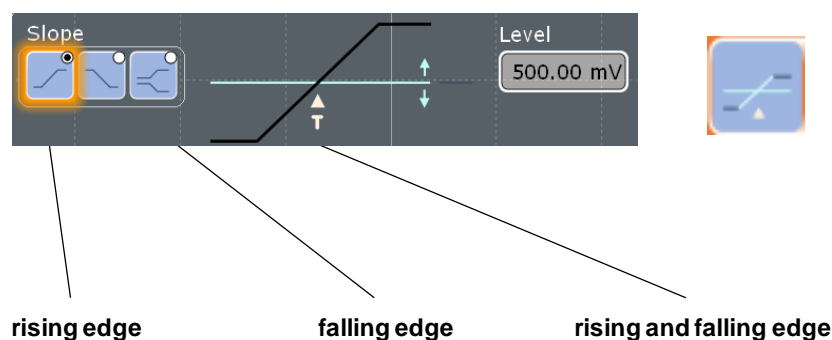 Slope
Level
500.00 mV
T
rising edge
falling edge
rising and falling edge